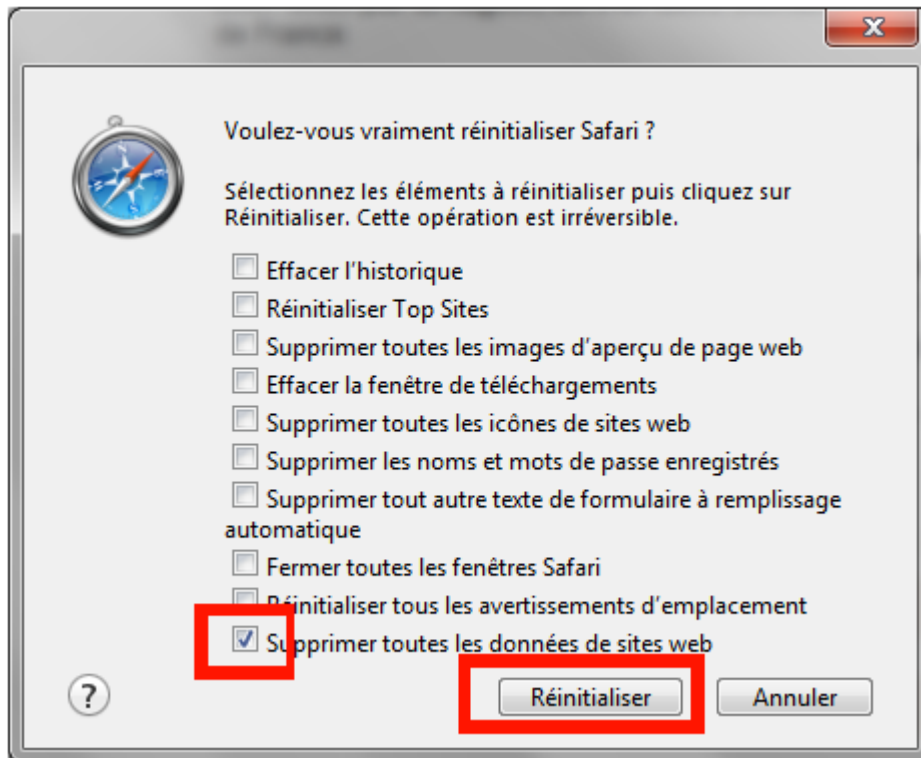 de France
Voulez-vous vraiment réinitialiser Safari ?
Sélectionnez les éléments à réinitialiser puis cliquez sur
Réinitialiser. Cette opération est irréversible.
Effacer l'historique
Réinitialiser Top Sites
Supprimer toutes les images d'aperçu de page web
Effacer la fenêtre de téléchargements
Supprimer toutes les icônes de sites web
Supprimer les noms et mots de passe enregistrés
Supprimer tout autre texte de formulaire à remplissage
automatique
Fermer toutes les fenêtres Safari
Réinitialiser tous les avertissements d'emplacement
Supprimer toutes les données de sites web
?
Réinitialiser
Annuler